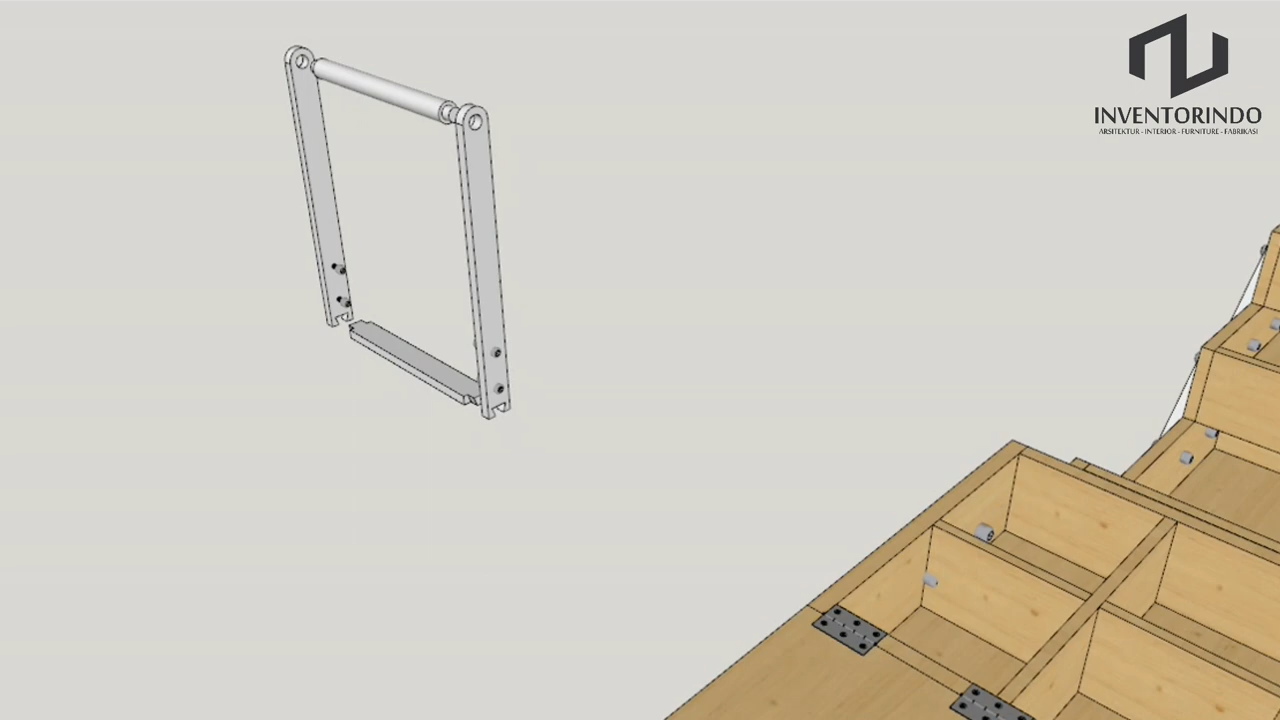 INVENTORINDO
ARSITEKTUR - INTERIOR - FURNITURE - FABRIKASI